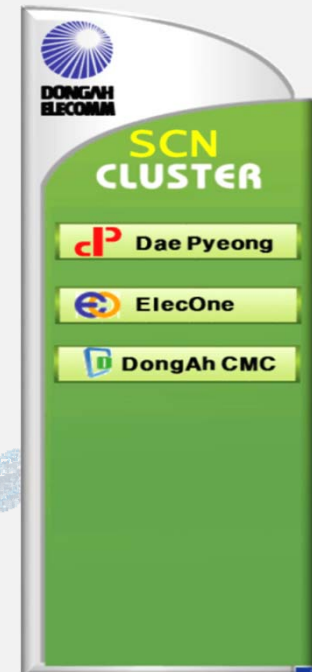 DONGAH
ELECOMM
SCN
CLUSTER
Dae Pyeong
ElecOne
DongAh CMC